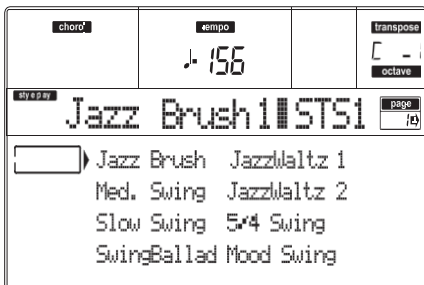 chord
tempo
transpose
♩= 156
octave
style play
Jazz Brush1 STS1
page
Jazz Brush JazzWaltz 1
Med. Swing JazzWaltz 2
Slow Swing 5/4 Swing
SwingBallad Mood Swing